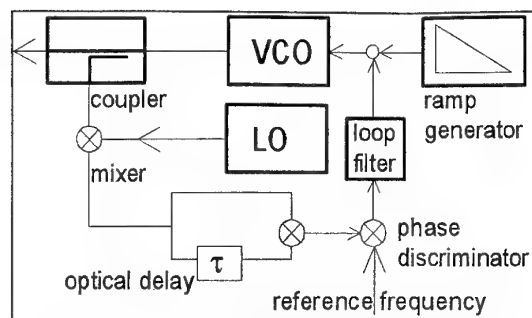 VCO
coupler
ramp
generator
LO
loop
filter
mixer
τ
optical delay
phase
discriminator
reference frequency